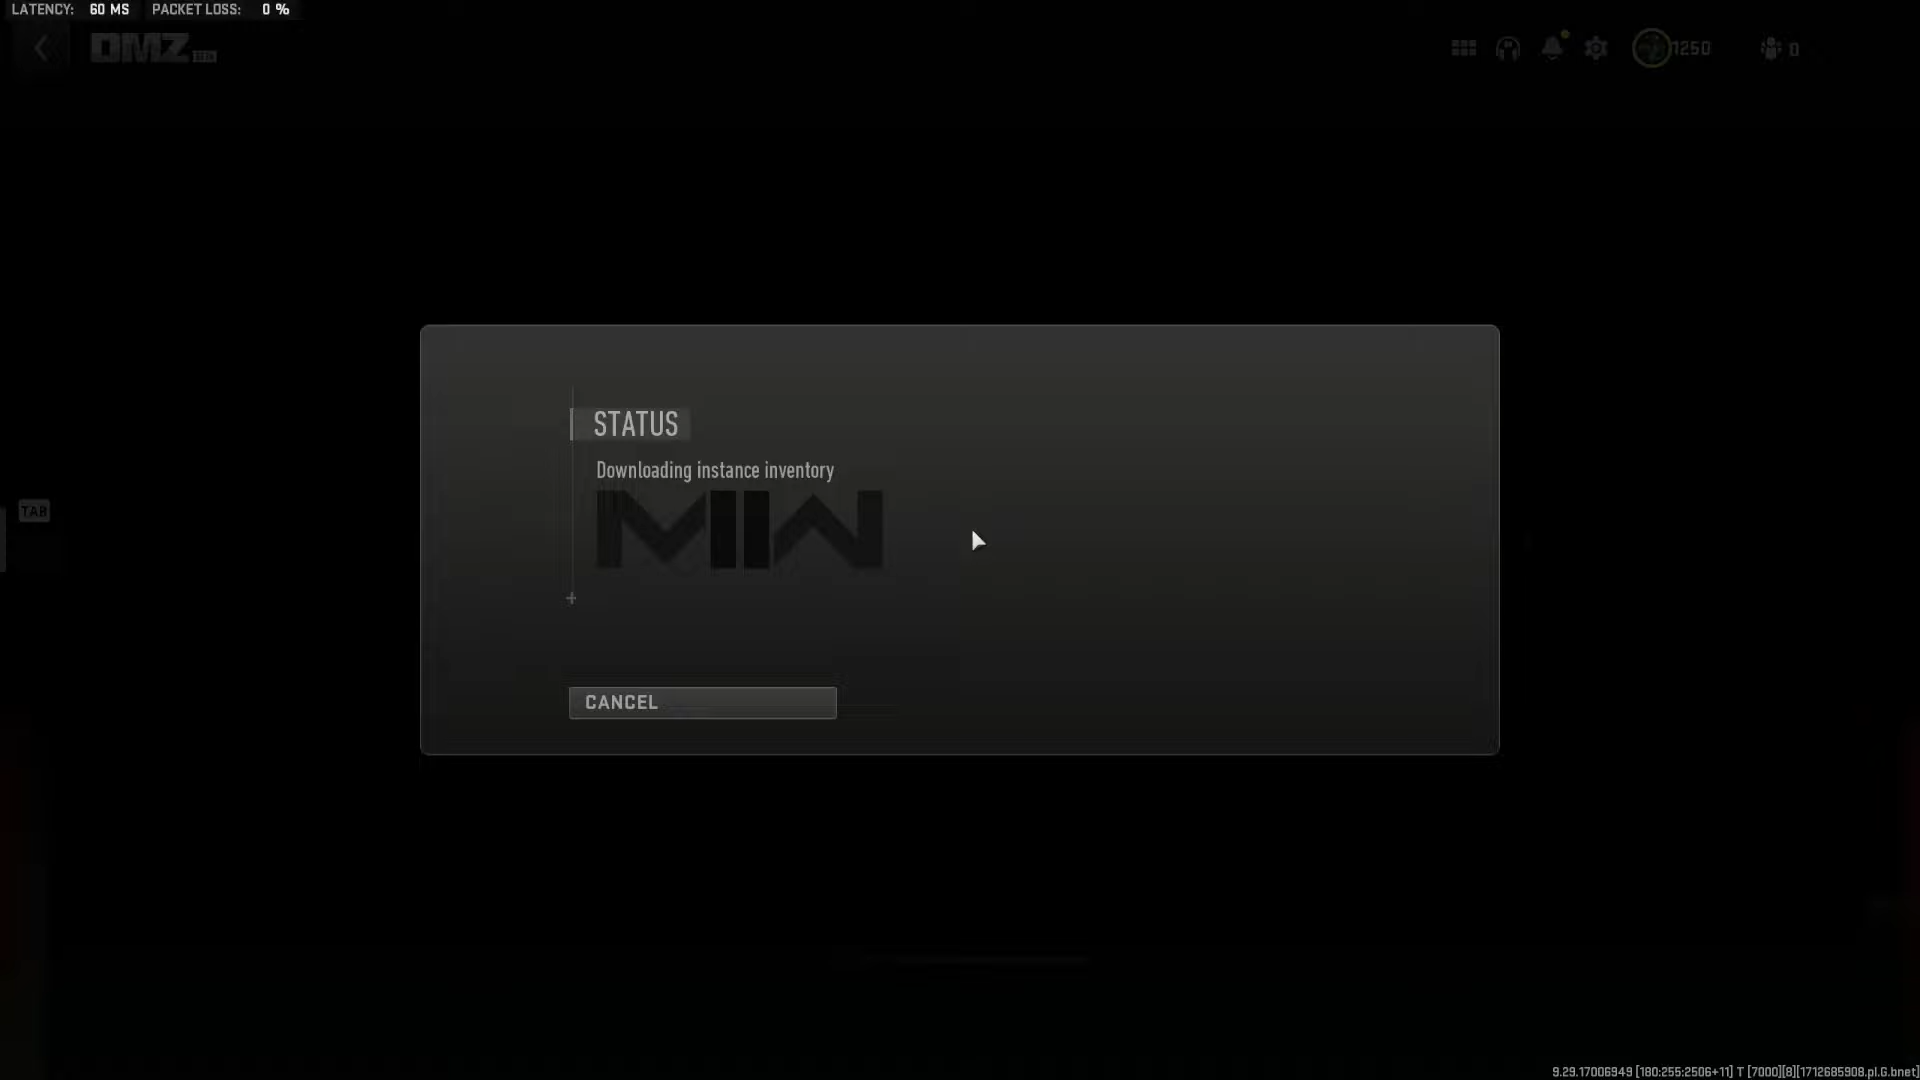 LATENCY: 60 MS PACKET LOSS: 0 %
DMZ
1250
0
STATUS
Downloading instance inventory
MIIW
TAB
CANCEL
9.29.17006949 [180:255:2506+11] T [7000][8][1712685908.pl.G.bnet]